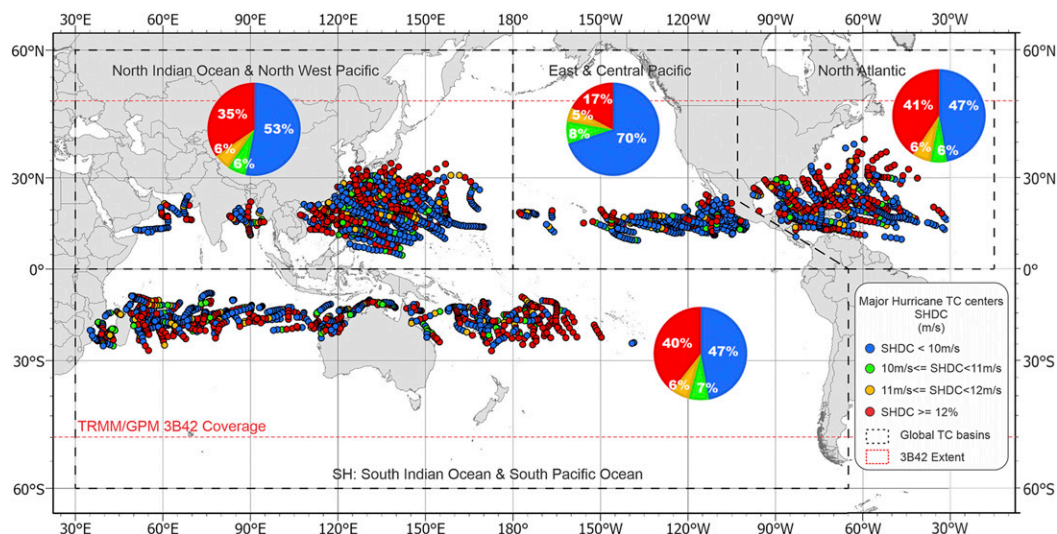 30°E 60°E 90°E 120°E 150°E 180° 150°W 120°W 90°W 60°W 30°W
60°N 60°N
North Indian Ocean & North West Pacific East & Central Pacific North Atlantic
35% 53% 6% 6%
17% 70% 5% 8%
41% 47% 6% 6%
30°N 30°N
0° 0°
Major Hurricane TC centers
SHDC
(m/s)
SHDC < 10m/s
10m/s<= SHDC<11m/s
11m/s<= SHDC<12m/s
SHDC >= 12%
Global TC basins
3B42 Extent
40% 47% 6% 7%
30°S 30°S
TRMM/GPM 3B42 Coverage
SH: South Indian Ocean & South Pacific Ocean
60°S 60°S
30°E 60°E 90°E 120°E 150°E 180° 150°W 120°W 90°W 60°W 30°W